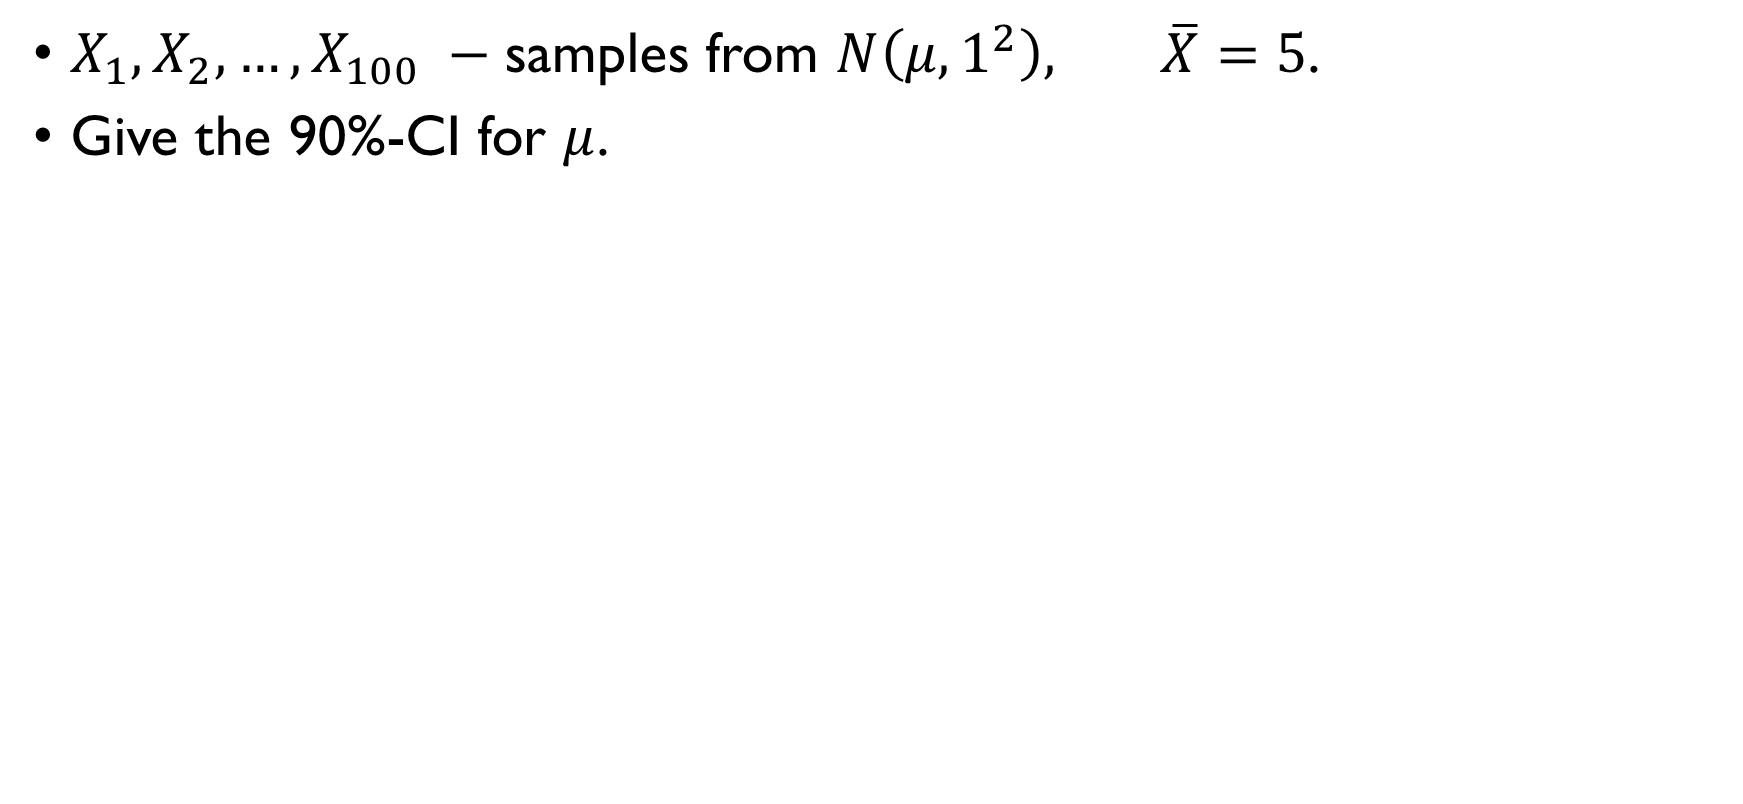 • X₁, X₂, …, X₁₀₀ – samples from N(μ, 1²), X̄ = 5.
• Give the 90%-CI for μ.